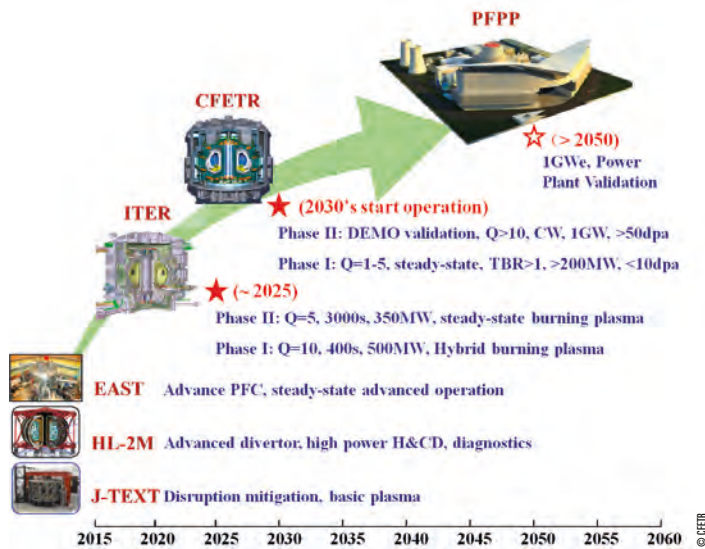 PFPP
CFETR
(> 2050)
1GWe, Power
Plant Validation
(2030's start operation)
ITER
Phase II: DEMO validation, Q>10, CW, 1GW, >50dpa
Phase I: Q=1-5, steady-state, TBR>1, >200MW, <10dpa
(~ 2025)
Phase II: Q=5, 3000s, 350MW, steady-state burning plasma
Phase I: Q=10, 400s, 500MW, Hybrid burning plasma
EAST Advance PFC, steady-state advanced operation
HL-2M Advanced divertor, high power H&CD, diagnostics
J-TEXT Disruption mitigation, basic plasma
2015 2020 2025 2030 2035 2040 2045 2050 2055 2060
© CFETR